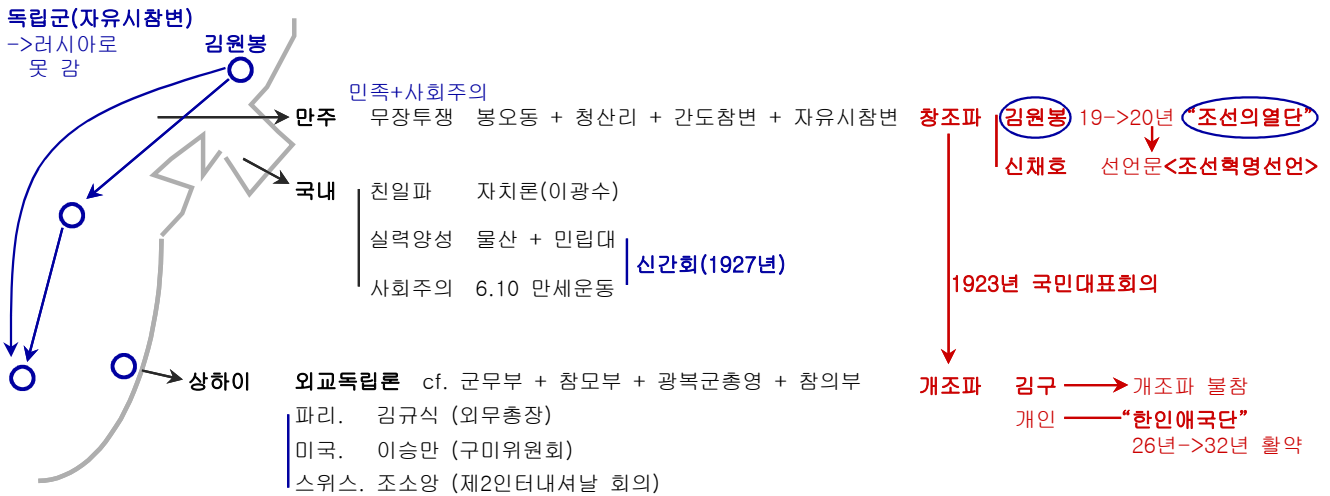 독립군(자유시참변)
->러시아로
못 감
김원봉
민족+사회주의
만주 무장투쟁 봉오동 + 청산리 + 간도참변 + 자유시참변 창조파 김원봉 19->20년 "조선의열단"
신채호 선언문<조선혁명선언>
국내 친일파 자치론(이광수)
실력양성 물산 + 민립대
신간회(1927년)
사회주의 6.10 만세운동
1923년 국민대표회의
상하이 외교독립론 cf. 군무부 + 참모부 + 광복군총영 + 참의부 개조파 김구 개조파 불참
파리. 김규식 (외무총장) 개인 "한인애국단"
미국. 이승만 (구미위원회) 26년->32년 활약
스위스. 조소앙 (제2인터내셔날 회의)